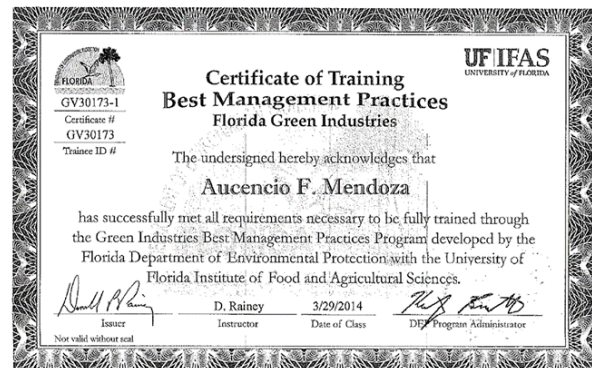 FLORIDA
UF|IFAS
UNIVERSITY of FLORIDA
GV30173-1
Certificate #
GV30173
Trainee ID #
Certificate of Training
Best Management Practices
Florida Green Industries
The undersigned hereby acknowledges that
Aucencio F. Mendoza
has successfully met all requirements necessary to be fully trained through
the Green Industries Best Management Practices Program developed by the
Florida Department of Environmental Protection with the University of
Florida Institute of Food and Agricultural Sciences.
D. Rainey
3/29/2014
Issuer
Instructor
Date of Class
DEP Program Administrator
Not valid without seal